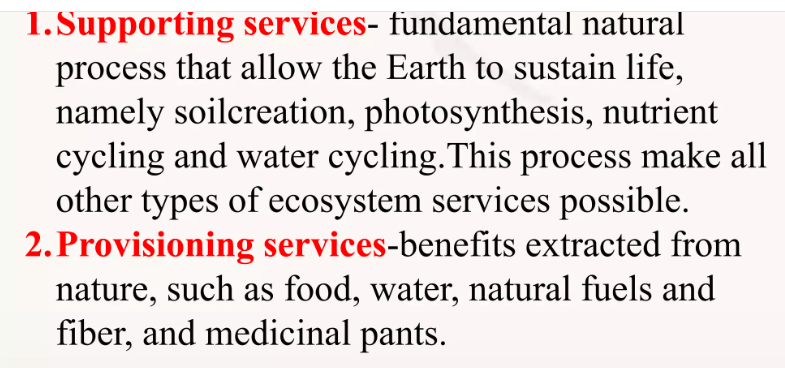 1.Supporting services- fundamental natural
process that allow the Earth to sustain life,
namely soilcreation, photosynthesis, nutrient
cycling and water cycling.This process make all
other types of ecosystem services possible.
2.Provisioning services-benefits extracted from
nature, such as food, water, natural fuels and
fiber, and medicinal pants.